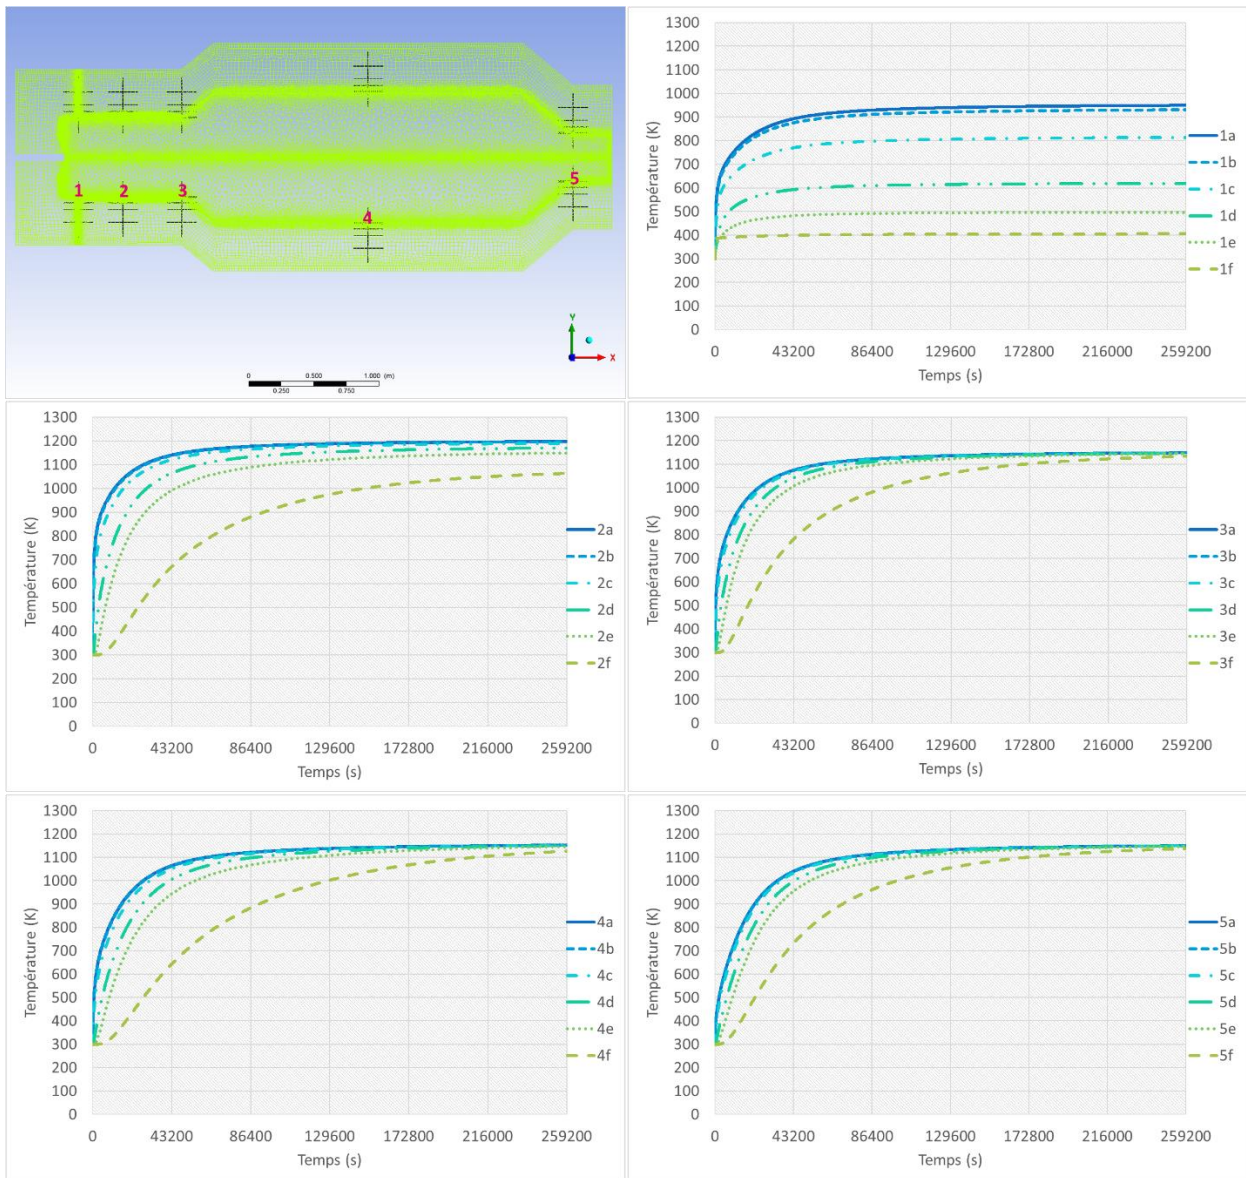 1 2 3 4 5
Y
X
0 0.500 1.000 (m)
0.250 0.750
1300
1200
1100
1000
900
800
700
600
500
400
300
200
100
0
Température (K)
0 43200 86400 129600 172800 216000 259200
Temps (s)
1a
1b
1c
1d
1e
1f
1300
1200
1100
1000
900
800
700
600
500
400
300
200
100
0
Température (K)
0 43200 86400 129600 172800 216000 259200
Temps (s)
2a
2b
2c
2d
2e
2f
1300
1200
1100
1000
900
800
700
600
500
400
300
200
100
0
Température (K)
0 43200 86400 129600 172800 216000 259200
Temps (s)
3a
3b
3c
3d
3e
3f
1300
1200
1100
1000
900
800
700
600
500
400
300
200
100
0
Température (K)
0 43200 86400 129600 172800 216000 259200
Temps (s)
4a
4b
4c
4d
4e
4f
1300
1200
1100
1000
900
800
700
600
500
400
300
200
100
0
Température (K)
0 43200 86400 129600 172800 216000 259200
Temps (s)
5a
5b
5c
5d
5e
5f